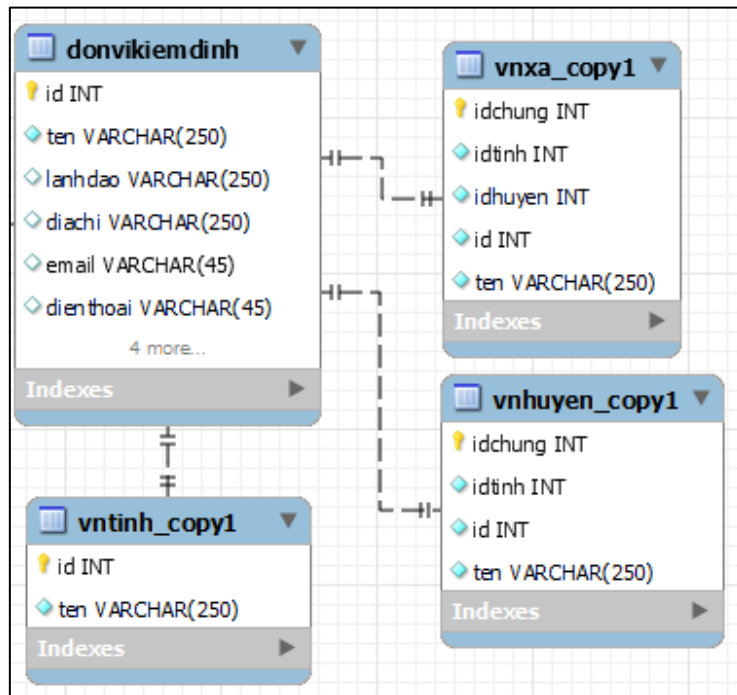 donvikiemdinh
id INT
ten VARCHAR(250)
lanhdao VARCHAR(250)
diachi VARCHAR(250)
email VARCHAR(45)
dienthoai VARCHAR(45)
4 more...
Indexes
vnxa_copy1
idchung INT
idtinh INT
idhuyen INT
id INT
ten VARCHAR(250)
Indexes
vnhuyen_copy1
idchung INT
idtinh INT
id INT
ten VARCHAR(250)
Indexes
vntinh_copy1
id INT
ten VARCHAR(250)
Indexes